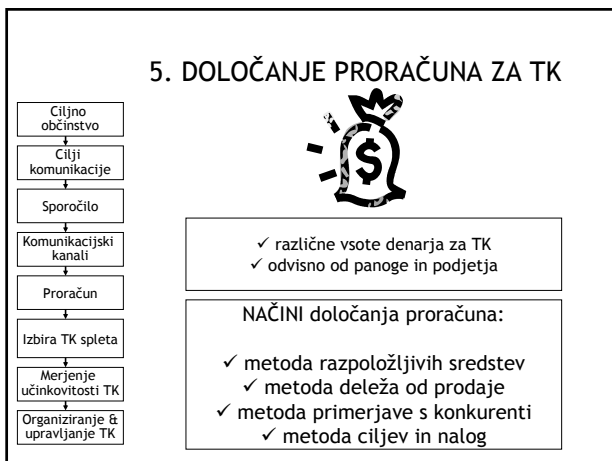 5. DOLOČANJE PRORAČUNA ZA TK
Ciljno
občinstvo
Cilji
komunikacije
Sporočilo
Komunikacijski
kanali
Proračun
Izbira TK spleta
Merjenje
učinkovitosti TK
Organiziranje &
upravljanje TK
$
✓ različne vsote denarja za TK
✓ odvisno od panoge in podjetja
NAČINI določanja proračuna:
✓ metoda razpoložljivih sredstev
✓ metoda deleža od prodaje
✓ metoda primerjave s konkurenti
✓ metoda ciljev in nalog